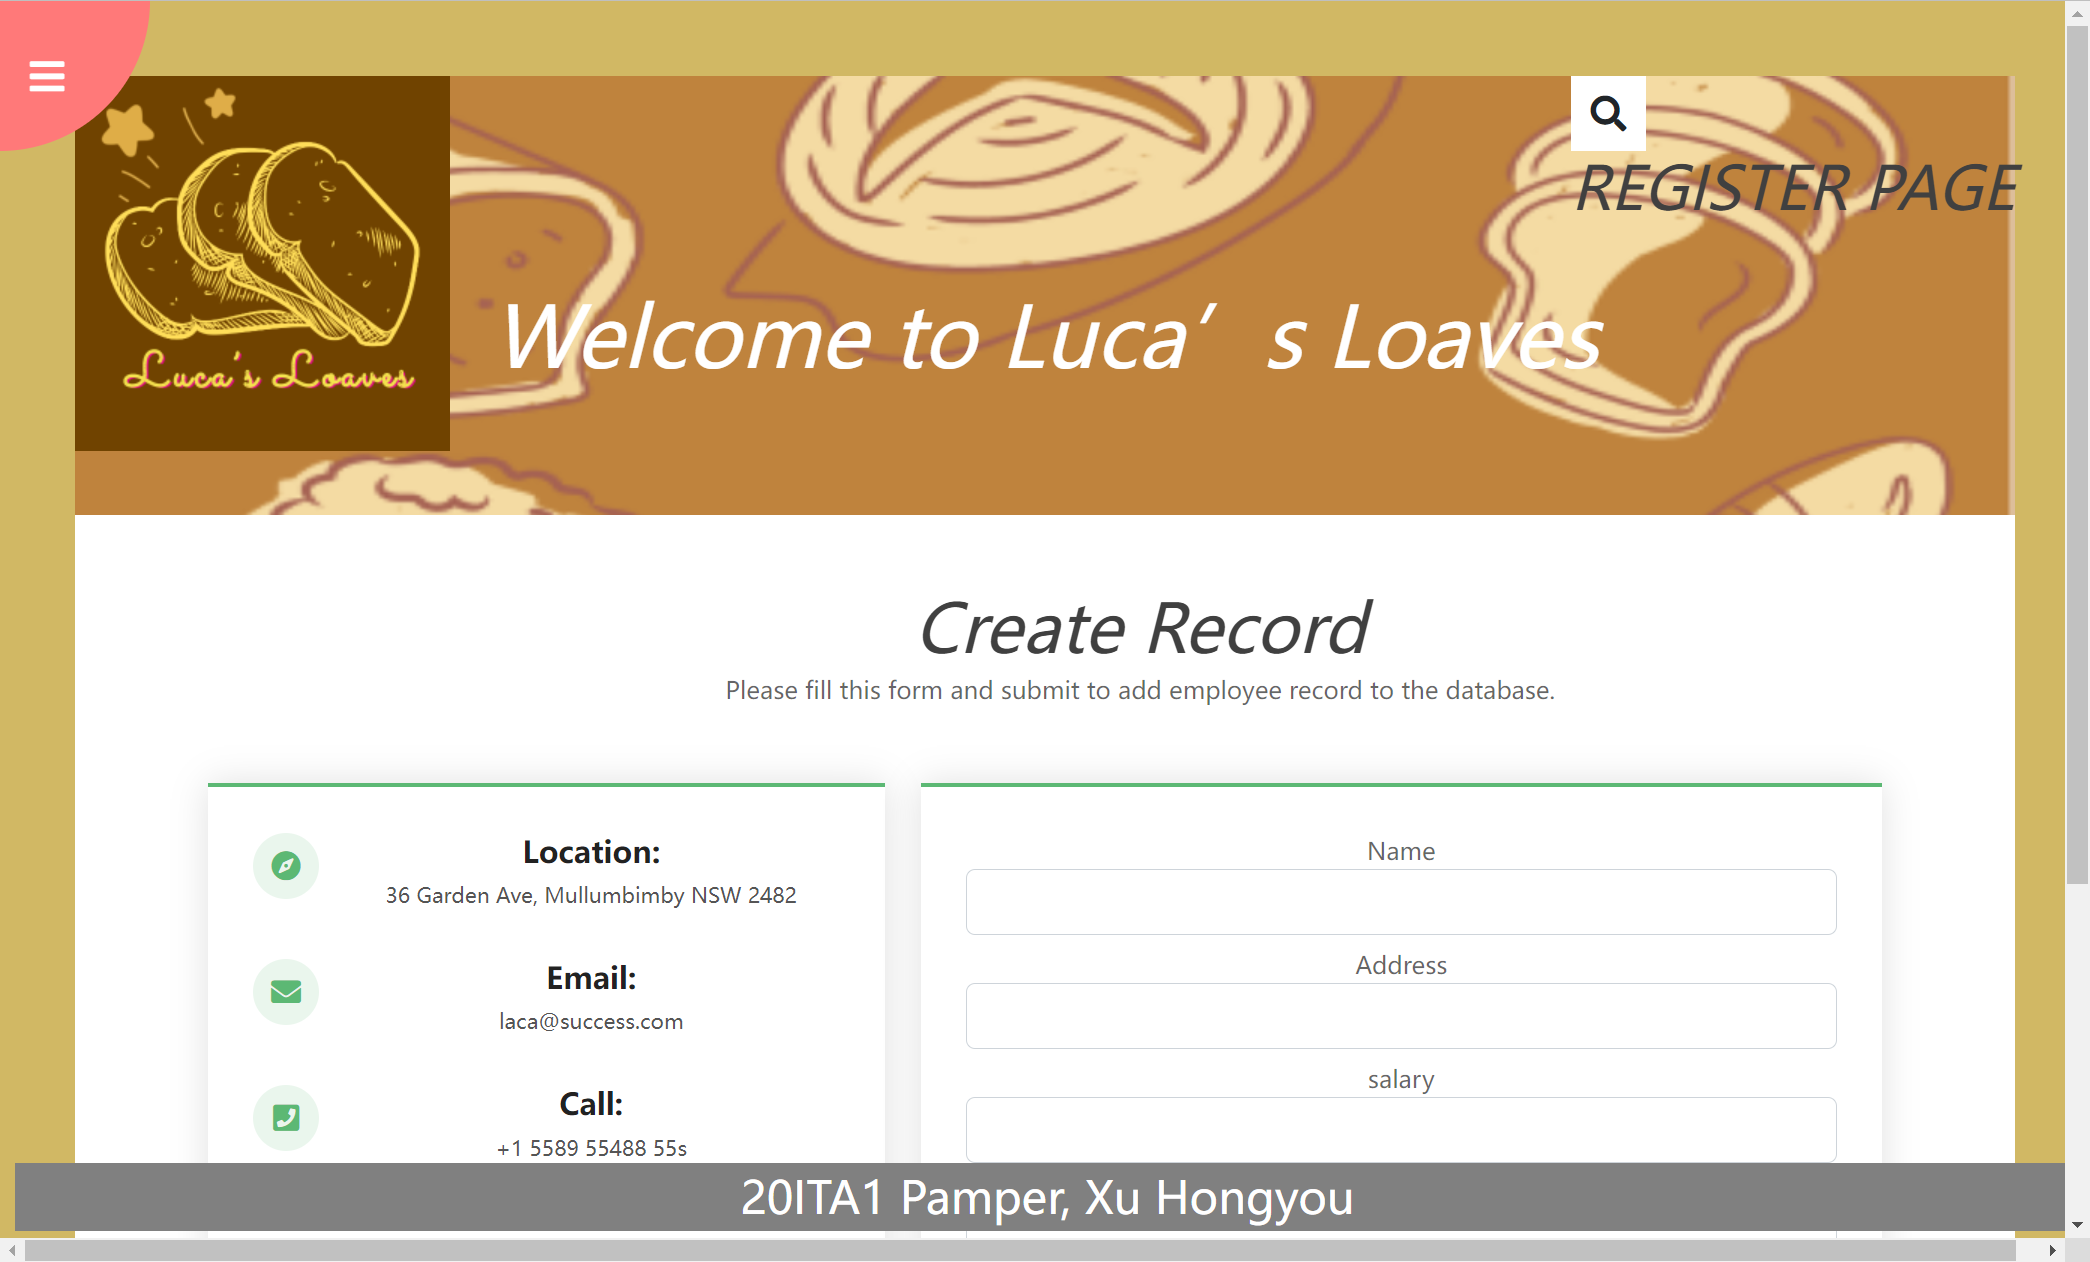 REGISTER PAGE
Luca's Loaves
Welcome to Luca’s Loaves
Create Record
Please fill this form and submit to add employee record to the database.
Location:
36 Garden Ave, Mullumbimby NSW 2482
Email:
laca@success.com
Call:
+1 5589 55488 55s
Name
Address
salary
20ITA1 Pamper, Xu Hongyou